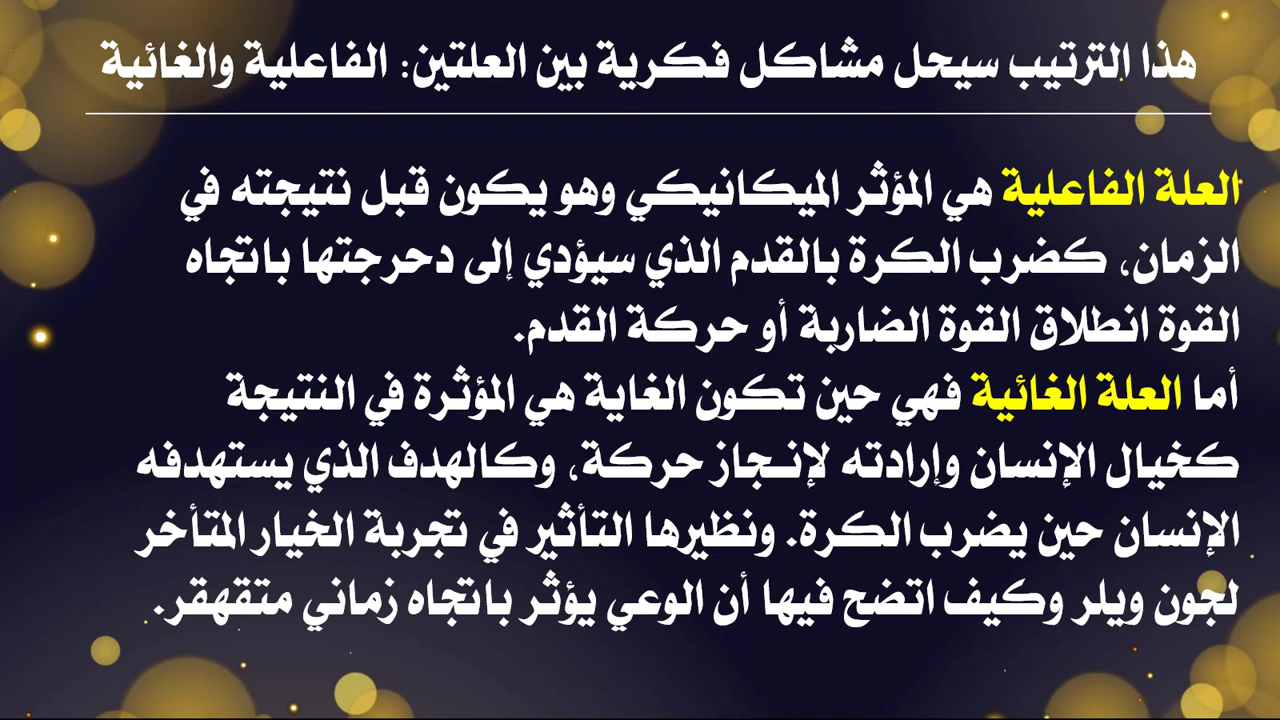 هذا الترتيب سيحل مشاكل فكرية بين العلتين: الفاعلية والغائية
العلة الفاعلية هي المؤثر الميكانيكي وهو يكون قبل نتيجته في
الزمان، كضرب الكرة بالقدم الذي سيؤدي إلى دحرجتها باتجاه
القوة انطلاق القوة الضاربة أو حركة القدم.
أما العلة الغائية فهي حين تكون الغاية هي المؤثرة في النتيجة
كخيال الإنسان وإرادته لإنجاز حركة، وكالهدف الذي يستهدفه
الإنسان حين يضرب الكرة. ونظيرها التأثير في تجربة الخيار المتأخر
لجون ويلر وكيف اتضح فيها أن الوعي يؤثر باتجاه زماني متقهقر.